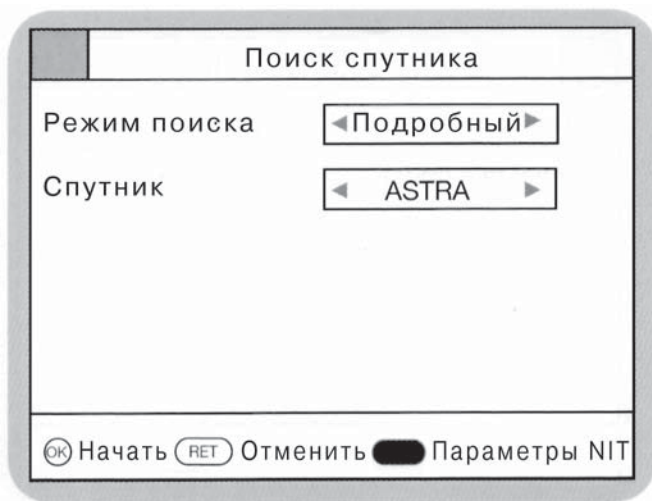 Поиск спутника
Режим поиска ◀Подробный▶
Спутник ◀ ASTRA ▶
OK Начать RET Отменить Параметры NIT